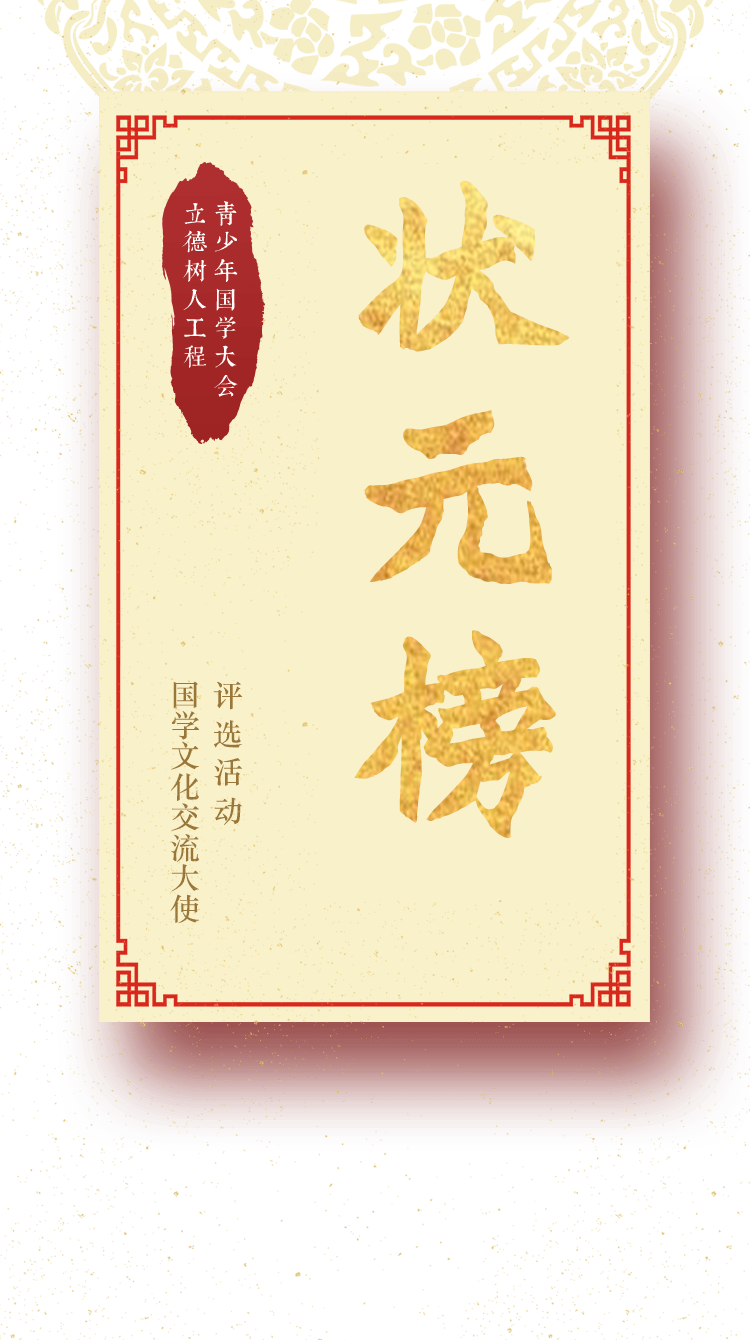 状元榜
青少年国学大会
立德树人工程
评选活动
国学文化交流大使